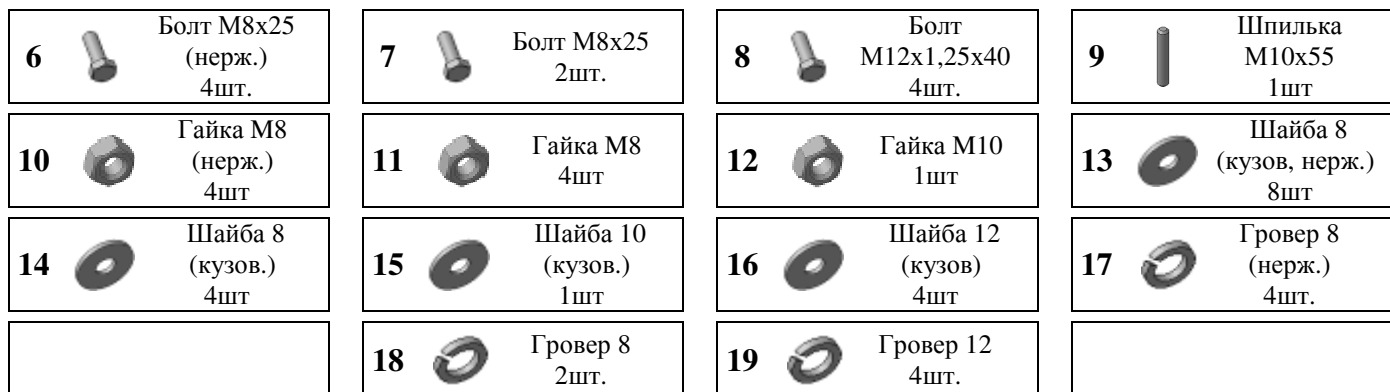 6
Болт М8х25
(нерж.)
4шт.
7
Болт М8х25
2шт.
8
Болт
М12х1,25х40
4шт.
9
Шпилька
М10х55
1шт
10
Гайка М8
(нерж.)
4шт
11
Гайка М8
4шт
12
Гайка М10
1шт
13
Шайба 8
(кузов, нерж.)
8шт
14
Шайба 8
(кузов.)
4шт
15
Шайба 10
(кузов.)
1шт
16
Шайба 12
(кузов)
4шт
17
Гровер 8
(нерж.)
4шт.
18
Гровер 8
2шт.
19
Гровер 12
4шт.